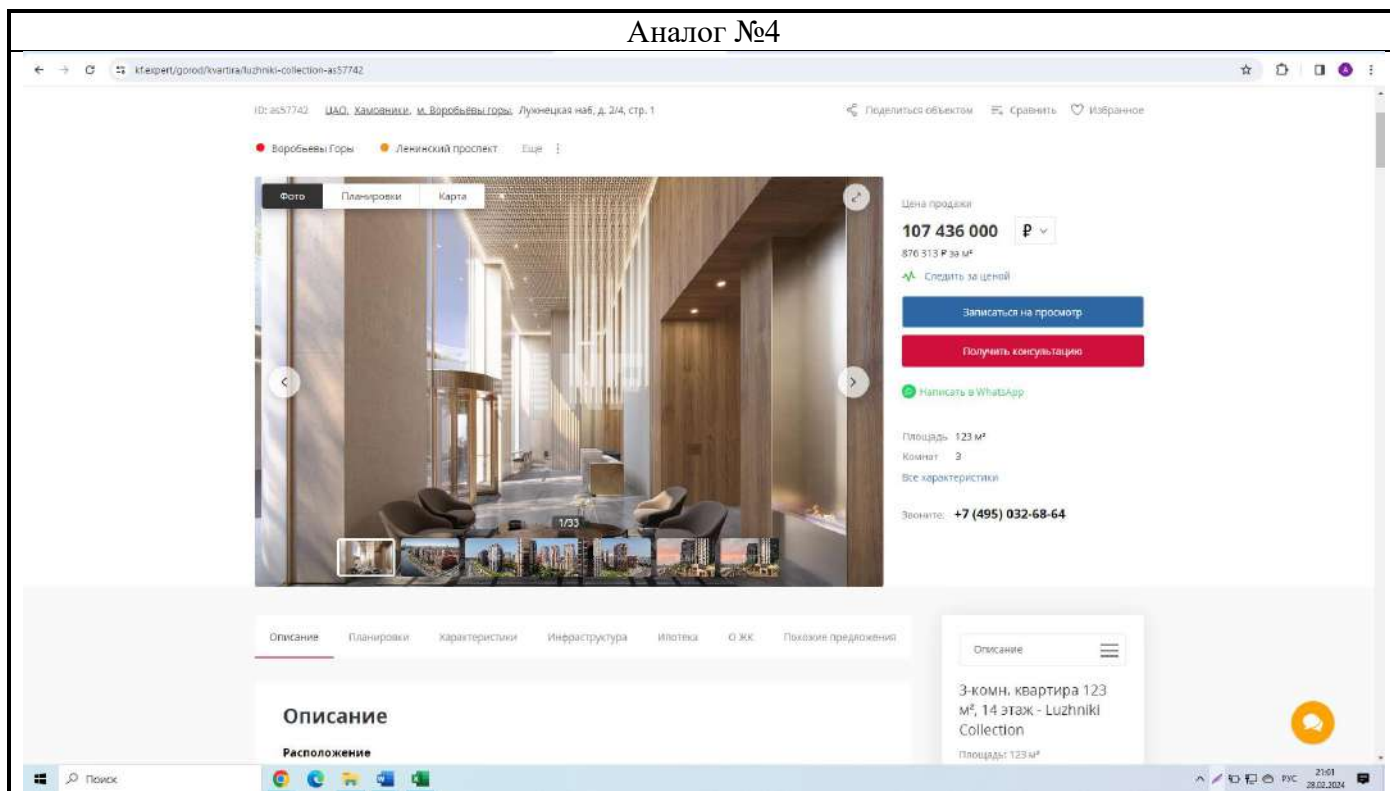 Аналог №4
kf.expert/gorod/kvartira/luzhniki-collection-as57742
ID: as57742 ЦАО, Хамовники, м. Воробьёвы горы, Лужнецкая наб, д. 2/4, стр. 1
Поделиться объектом Сравнить Избранное
Воробьевы Горы Ленинский проспект Еще
Фото Планировки Карта
Цена продажи
107 436 000 ₽
876 313 ₽ за м²
Следить за ценой
Записаться на просмотр
Получить консультацию
Написать в WhatsApp
Площадь 123 м²
Комнат 3
Все характеристики
Звоните: +7 (495) 032-68-64
1/33
Описание Планировки Характеристики Инфраструктура Ипотека О ЖК Похожие предложения
Описание
3-комн. квартира 123
м², 14 этаж - Luzhniki
Collection
Площадь: 123 м²
Описание
Расположение
Поиск
РУС 21:01
28.02.2024